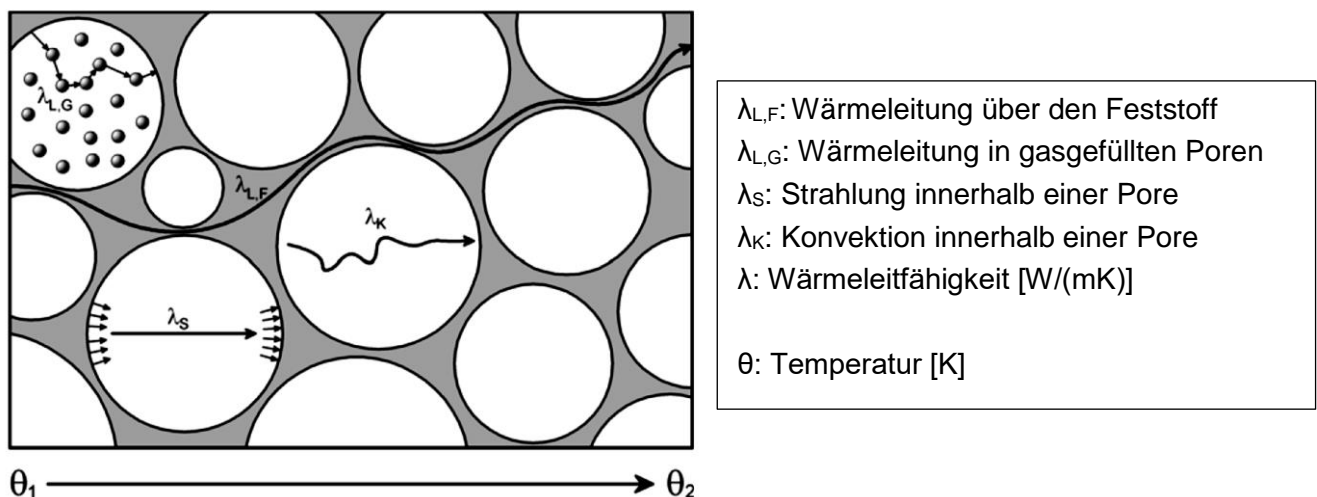 λL,G
λL,F
λK
λS
θ1
θ2
λL,F: Wärmeleitung über den Feststoff
λL,G: Wärmeleitung in gasgefüllten Poren
λS: Strahlung innerhalb einer Pore
λK: Konvektion innerhalb einer Pore
λ: Wärmeleitfähigkeit [W/(mK)]
θ: Temperatur [K]